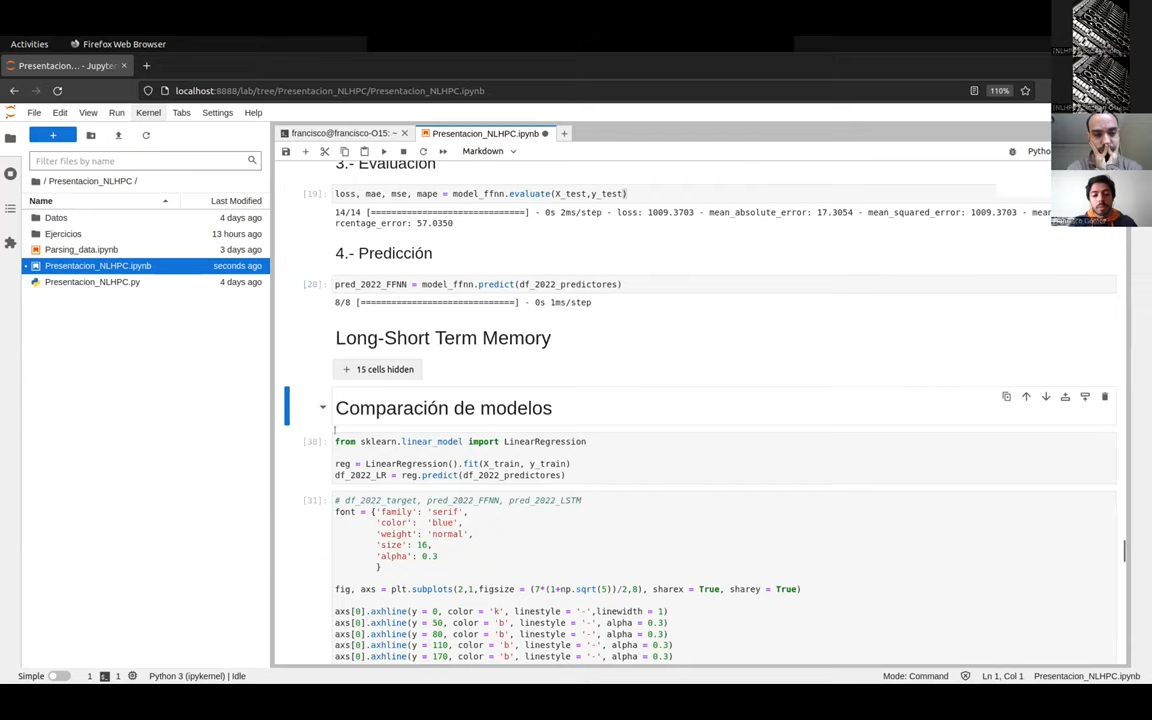 Activities
Firefox Web Browser
Presentacion... - Jupyter
localhost:8888/lab/tree/Presentacion_NLHPC/Presentacion_NLHPC.ipynb
110%
File Edit View Run Kernel Tabs Settings Help
francisco@francisco-O15: ~
Presentacion_NLHPC.ipynb
Markdown
Filter files by name
/ Presentacion_NLHPC /
Name
Last Modified
Datos
4 days ago
Ejercicios
13 hours ago
Parsing_data.ipynb
3 days ago
Presentacion_NLHPC.ipynb
seconds ago
Presentacion_NLHPC.py
4 days ago
3.- Evaluación
[19]:
loss, mae, mse, mape = model_ffnn.evaluate(X_test,y_test)
14/14 [==============================] - 0s 2ms/step - loss: 1009.3703 - mean_absolute_error: 17.3054 - mean_squared_error: 1009.3703 - mean_absolute_pe
rcentage_error: 57.0350
4.- Predicción
[20]:
pred_2022_FFNN = model_ffnn.predict(df_2022_predictores)
8/8 [==============================] - 0s 1ms/step
Long-Short Term Memory
15 cells hidden
Comparación de modelos
[30]:
from sklearn.linear_model import LinearRegression
reg = LinearRegression().fit(X_train, y_train)
df_2022_LR = reg.predict(df_2022_predictores)
[31]:
# df_2022_target, pred_2022_FFNN, pred_2022_LSTM
font = {'family': 'serif',
'color': 'blue',
'weight': 'normal',
'size': 16,
'alpha': 0.3
}
fig, axs = plt.subplots(2,1,figsize = (7*(1+np.sqrt(5))/2,8), sharex = True, sharey = True)
axs[0].axhline(y = 0, color = 'k', linestyle = '-',linewidth = 1)
axs[0].axhline(y = 50, color = 'b', linestyle = '-', alpha = 0.3)
axs[0].axhline(y = 80, color = 'b', linestyle = '-', alpha = 0.3)
axs[0].axhline(y = 110, color = 'b', linestyle = '-', alpha = 0.3)
axs[0].axhline(y = 170, color = 'b', linestyle = '-', alpha = 0.3)
Simple
1
1
Python 3 (ipykernel) | Idle
Mode: Command
Ln 1, Col 1
Presentacion_NLHPC.ipynb